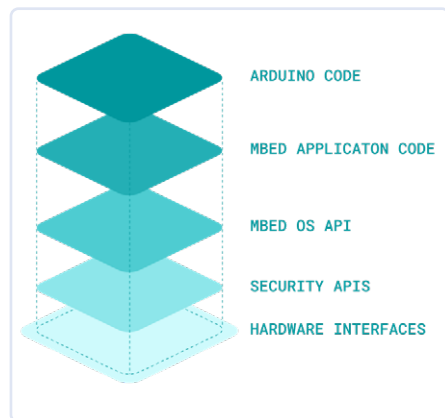 ARDUINO CODE
MBED APPLICATON CODE
MBED OS API
SECURITY APIS
HARDWARE INTERFACES